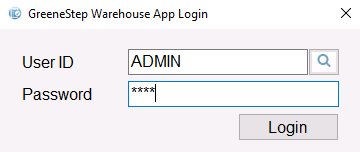 GreeneStep Warehouse App Login
User ID ADMIN
Password ****
Login